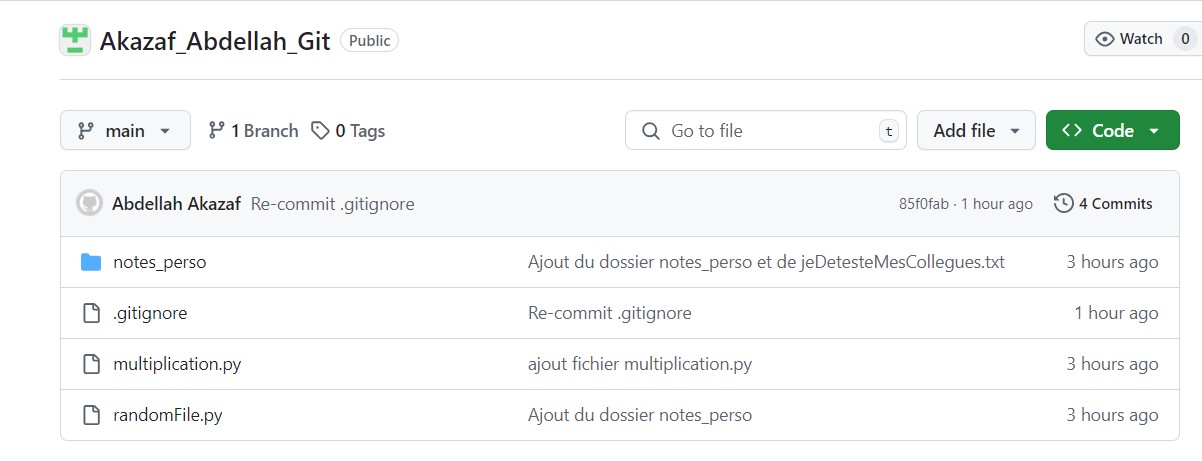 Akazaf_Abdellah_Git Public Watch 0
main 1 Branch 0 Tags Go to file t Add file Code
Abdellah Akazaf Re-commit .gitignore 85f0fab · 1 hour ago 4 Commits
notes_perso Ajout du dossier notes_perso et de jeDetesteMesCollegues.txt 3 hours ago
.gitignore Re-commit .gitignore 1 hour ago
multiplication.py ajout fichier multiplication.py 3 hours ago
randomFile.py Ajout du dossier notes_perso 3 hours ago